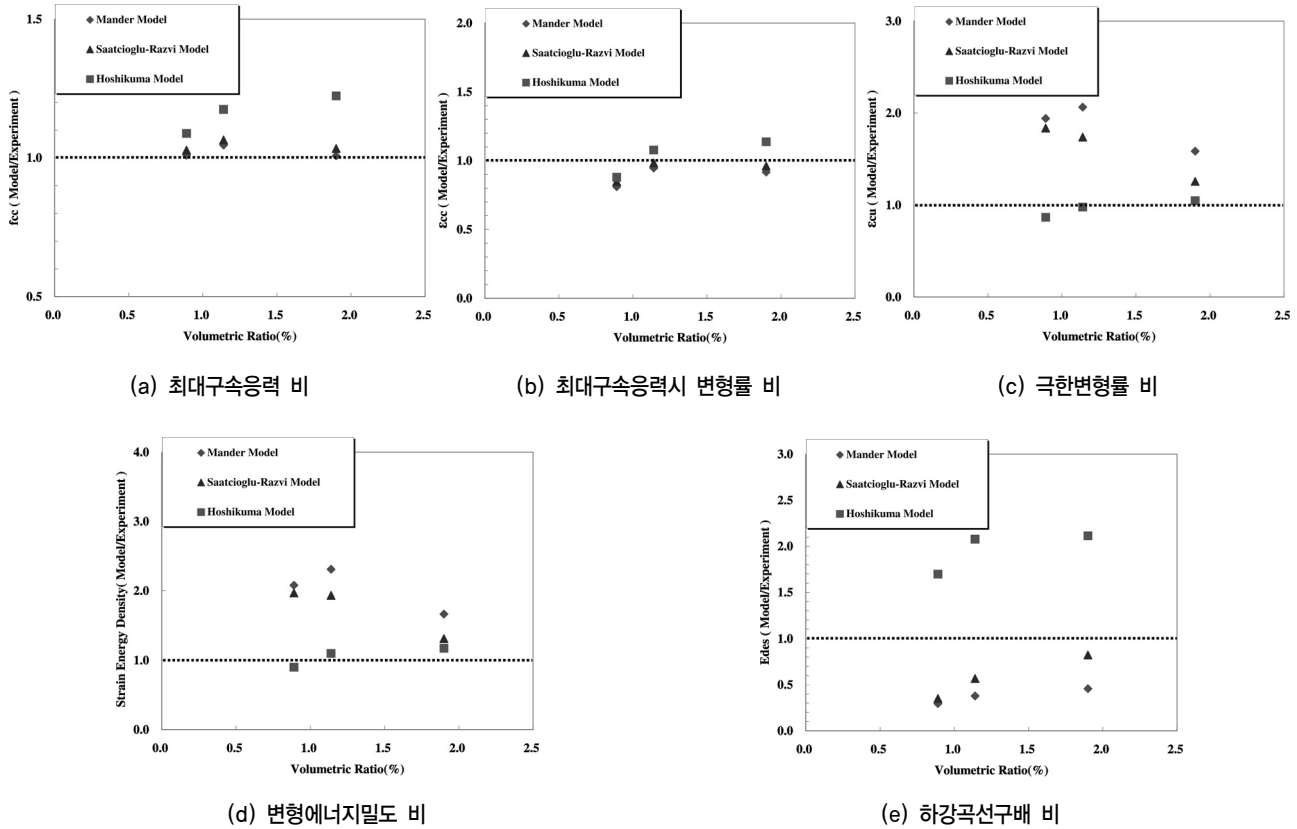 1.5
Mander Model
Saatcioglu-Razvi Model
Hoshikuma Model
1.0
0.5
fcc ( Model/Experiment )
0.0 0.5 1.0 1.5 2.0 2.5
Volumetric Ratio(%)
(a) 최대구속응력 비
2.0
Mander Model
Saatcioglu-Razvi Model
Hoshikuma Model
1.5
1.0
0.5
0.0
εcc ( Model/Experiment )
0.0 0.5 1.0 1.5 2.0 2.5
Volumetric Ratio(%)
(b) 최대구속응력시 변형률 비
3.0
Mander Model
Saatcioglu-Razvi Model
Hoshikuma Model
2.0
1.0
0.0
εcu ( Model/Experiment )
0.0 0.5 1.0 1.5 2.0 2.5
Volumetric Ratio(%)
(c) 극한변형률 비
4.0
Mander Model
Saatcioglu-Razvi Model
Hoshikuma Model
3.0
2.0
1.0
0.0
Strain Energy Density( Model/Experiment )
0.0 0.5 1.0 1.5 2.0 2.5
Volumetric Ratio(%)
(d) 변형에너지밀도 비
3.0
Mander Model
Saatcioglu-Razvi Model
Hoshikuma Model
2.5
2.0
1.5
1.0
0.5
0.0
Edes ( Model/Experiment )
0.0 0.5 1.0 1.5 2.0 2.5
Volumetric Ratio(%)
(e) 하강곡선구배 비